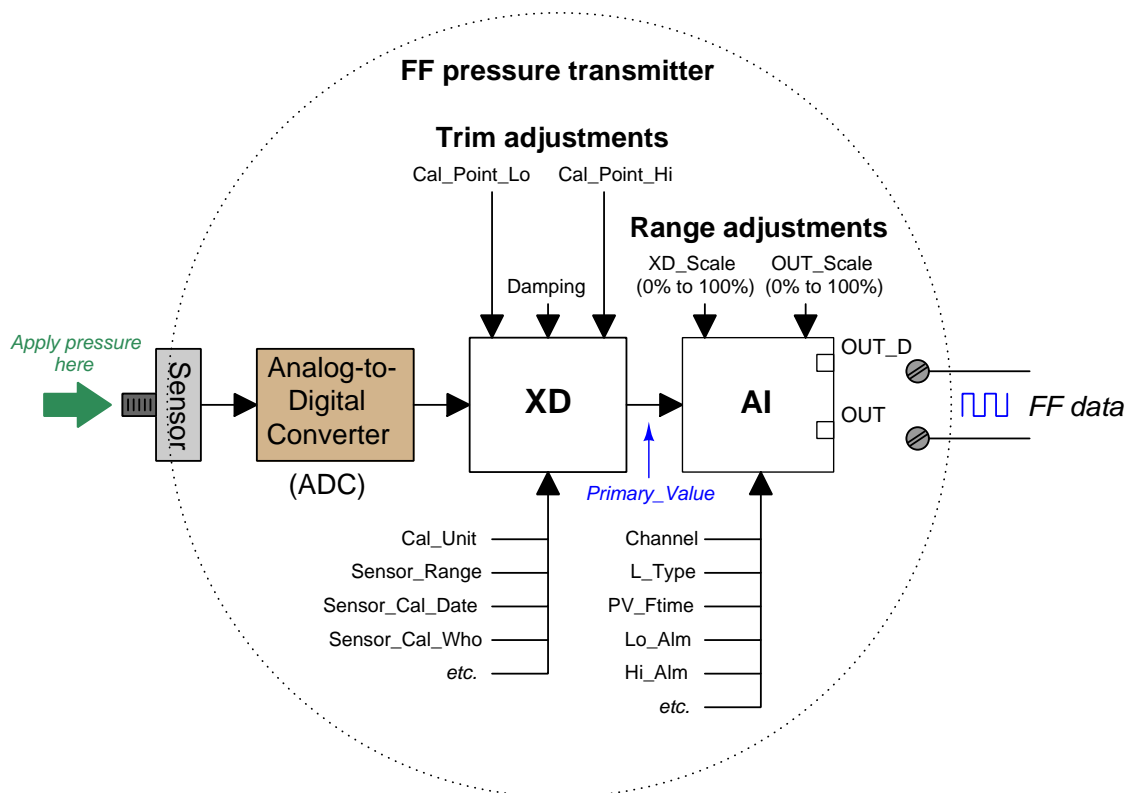 FF pressure transmitter
Trim adjustments
Cal_Point_Lo Cal_Point_Hi
Range adjustments
XD_Scale
(0% to 100%)
OUT_Scale
(0% to 100%)
Damping
Apply pressure
here
Sensor
Analog-to-
Digital
Converter
(ADC)
XD
AI
OUT_D
OUT
FF data
Primary_Value
Cal_Unit
Sensor_Range
Sensor_Cal_Date
Sensor_Cal_Who
etc.
Channel
L_Type
PV_Ftime
Lo_Alm
Hi_Alm
etc.